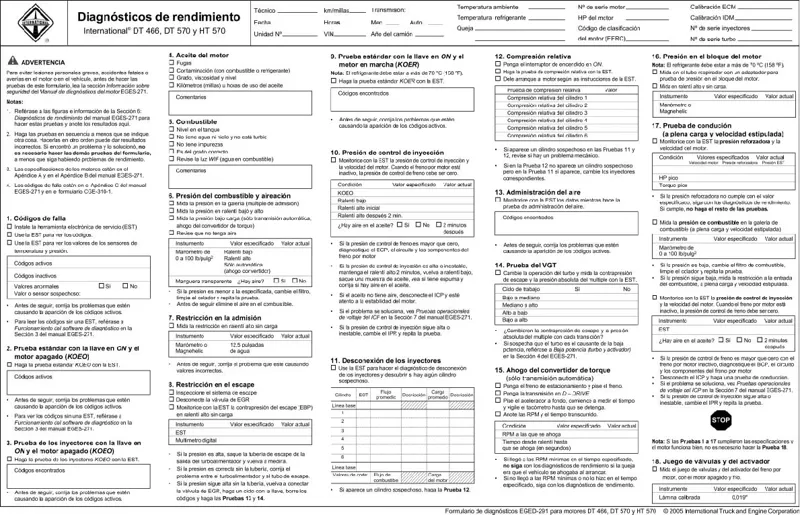 INTERNATIONAL
Diagnósticos de rendimiento
International® DT 466, DT 570 y HT 570
Técnico
Fecha
Unidad Nº
km/millas
Horas
VIN
Transmisión:
Man. Auto.
Año del camión
Temperatura ambiente
Temperatura refrigerante
Queja
Nº de serie motor
HP del motor
Código de clasificación
del motor (EFRC)
Calibración ECM
Calibración IDM
Nº de serie inyectores
Nº de serie turbo
ADVERTENCIA
Para evitar lesiones personales graves, accidentes fatales o
averías en el motor o en el vehículo, antes de hacer las
pruebas de este formulario, lea la sección Información sobre
seguridad del Manual de diagnósticos del motor EGES-271.
Notas:
1. Refiérase a las figuras e información de la Sección 6:
Diagnósticos de rendimiento del manual EGES-271 para
hacer estas pruebas y anote los resultados aquí.
2. Haga las pruebas en secuencia a menos que se indique
otra cosa. Hacerlas en otro orden puede dar resultados
incorrectos. Si encontró un problema y lo solucionó, no
es necesario hacer las demás pruebas del formulario,
a menos que siga habiendo problemas de rendimiento.
3. Las especificaciones de los motores están en el
Apéndice A y en el Apéndice B del manual EGES-271.
4. Los códigos de falla están en el Apéndice C del manual
EGES-271 y en el formulario CGE-316-1.
1. Códigos de falla
Instale la herramienta electrónica de servicio (EST)
Use la EST para ver los códigos.
Use la EST para ver los valores de los sensores de
temperatura y presión.
Códigos activos
Códigos inactivos
Valores anormales Sí No
Valor o sensor sospechoso:
• Antes de seguir, corrija los problemas que estén
causando la aparición de los códigos activos.
• Para leer los códigos sin una EST, refiérase a
Funcionamiento del software de diagnóstico en la
Sección 3 del manual EGES-271.
2. Prueba estándar con la llave en ON y el
motor apagado (KOEO)
Haga la prueba estándar KOEO con la EST.
Códigos activos
• Antes de seguir, corrija los problemas que estén
causando la aparición de los códigos activos.
• Para ver los códigos sin una EST, refiérase a
Funcionamiento del software de diagnóstico en la
Sección 3 del manual EGES-271.
3. Prueba de los inyectores con la llave en
ON y el motor apagado (KOEO)
Haga la prueba de los inyectores KOEO con la EST.
Códigos encontrados
• Antes de seguir, corrija los problemas que estén
causando la aparición de los códigos activos.
4. Aceite del motor
Fugas
Contaminación (con combustible o refrigerante)
Grado, viscosidad y nivel
Kilómetros (millas) u horas de uso del aceite
Comentarios
5. Combustible
Nivel en el tanque
No tiene agua ni hielo y no está turbio
No tiene impurezas
Es del grado correcto
Revise la luz WIF (agua en combustible)
Comentarios
6. Presión del combustible y aireación
Mida la presión en la galería (múltiple de admisión)
Mida la presión en ralentí bajo y alto
Mida la presión bajo carga (sólo transmisión automática,
ahogo del convertidor de torque)
Revise que no tenga aire
Instrumento Valor especificado Valor actual
Manómetro de
0 a 160 lb/pulg²
Ralentí bajo
Ralentí alto
Sólo automática
(ahogo convertidor)
Manguera transparente ¿Hay aire? Sí No
• Si la presión es menor a la especificada, cambie el filtro,
limpie el colador y repita la prueba.
• Antes de seguir elimine el aire en el combustible.
7. Restricción en la admisión
Mida la restricción en ralentí alto sin carga
Instrumento Valor especificado Valor actual
Manómetro o
Magnehelic
12.5 pulgadas
de agua
• Antes de seguir, corrija el problema que esté causando
valores incorrectos.
8. Restricción en el escape
Inspeccione el sistema de escape
Desconecte la válvula de EGR
Monitoree con la EST la contrapresión del escape (EBP)
en ralentí alto sin carga
Instrumento Valor especificado Valor actual
EST
Multímetro digital
• Si la presión es alta, saque la tubería de escape de la
salida del turboalimentador y vuelva a medirla.
• Si la presión es correcta sin la tubería, corrija el
problema entre el turboalimentador y el tubo de escape.
• Si la presión sigue alta sin la tubería, vuelva a conectar
la válvula de EGR, haga un ciclo con la llave, borre los
códigos y haga las Pruebas 13 y 14.
9. Prueba estándar con la llave en ON y el
motor en marcha (KOER)
Nota: El refrigerante debe estar a más de 70 °C (158 °F).
Haga la prueba estándar KOER con la EST.
Códigos encontrados
• Antes de seguir, corrija los problemas que estén
causando la aparición de los códigos activos.
10. Prueba de control de inyección
Monitoree con la EST la presión de control de inyección y
la velocidad del motor. Cuando el freno por motor esté
inactivo, la presión de control de freno debe ser cero.
Condición Valor especificado Valor actual
KOEO
Ralentí bajo
Ralentí alto inicial
Ralentí alto después 2 min.
¿Hay aire en el aceite? Sí No 2 minutos
después
• Si la presión de control de freno es mayor que cero,
diagnostique el ECP, el circuito y los componentes del
freno por motor
• Si la presión de control de inyección es alta o inestable,
mantenga el ralentí alto 2 minutos, vuelva a ralentí bajo,
saque una muestra de aceite, vea si tiene espuma y
corrija si hay aire en el aceite.
• Si el aceite no tiene aire, desconecte el ICP y esté
atento a la estabilidad del motor.
• Si el problema se soluciona, vea Pruebas operacionales
de voltaje del ICP en la Sección 7 del manual EGES-271.
• Si la presión de control de inyección sigue alta o
inestable, cambie el IPR, y repita la prueba.
11. Desconexión de los inyectores
Use la EST para hacer el diagnóstico de desconexión
de los inyectores y descubrir si hay algún cilindro
sospechoso.
Cilindro EST Flujo
promedio Desviación Carga
promedio Desviación
Línea base
1
2
3
4
5
6
Línea base
Valores de motor Flujo de
combustible Carga
del motor
• Si aparece un cilindro sospechoso, haga la Prueba 12.
12. Compresión relativa
Ponga el interruptor de encendido en ON.
Haga la prueba de compresión relativa con la EST.
Dele arranque al motor según las instrucciones de la EST.
Prueba de compresión relativa Valor
Compresión relativa del cilindro 1
Compresión relativa del cilindro 2
Compresión relativa del cilindro 3
Compresión relativa del cilindro 4
Compresión relativa del cilindro 5
Compresión relativa del cilindro 6
• Si aparece un cilindro sospechoso en las Pruebas 11 y
12, revise si hay un problema mecánico.
• Si en la Prueba 12 no aparece un cilindro sospechoso
pero en la Prueba 11 sí aparece, cambie los inyectores
correspondientes.
13. Administración del aire
Monitoree con la EST los datos mientras hace la
prueba de administración del aire.
Códigos encontrados
• Antes de seguir, corrija los problemas que estén
causando la aparición de los códigos activos.
14. Prueba del VGT
Cambie la operación del turbo y mida la contrapresión
de escape y la presión absoluta del múltiple con la EST.
Ciclo de trabajo Sí No
Bajo a mediano
Mediano a alto
Alto a bajo
Bajo a alto
• ¿Cambiaron la contrapresión de escape y la presión
absoluta del múltiple con cada transición?
• Si sospecha que el turbo es el causante de la baja
potencia, refiérase a Baja potencia (turbo y activador)
en la Sección 4 del EGES-271.
15. Ahogo del convertidor de torque
(sólo transmisión automática)
Ponga el freno de estacionamiento y pise el freno.
Ponga la transmisión en D – DRIVE
Pise el acelerador a fondo, comience a medir el tiempo
y vigile el tacómetro hasta que se detenga.
Anote las RPM y el tiempo transcurrido.
Condición Valor especificado Valor actual
RPM a las que se ahoga
Tiempo desde ralentí hasta
que se ahoga (en segundos)
• Si llegó a las RPM mínimas en el tiempo especificado,
no siga con los diagnósticos de rendimiento si la queja
era que el vehículo se ahogaba al arrancar.
• Si no llegó a las RPM mínimas o no lo hizo en el tiempo
especificado, siga con los diagnósticos de rendimiento.
16. Presión en el bloque del motor
Nota: El refrigerante debe estar a más de 70 °C (158 °F).
Mida en el tubo respiradero con un adaptador para
prueba de presión en el bloque del motor.
Mida en ralentí alto y sin carga.
Instrumento Valor especificado Valor actual
Manómetro o
Magnehelic
17. Prueba de conducción
(a plena carga y velocidad estipulada)
Monitoree con la EST la presión reforzadora y la
velocidad del motor.
Condición Valores especificados Valor actual
Velocidad Presión reforzadora Presión EST
HP pico
Torque pico
• Si la presión reforzadora no cumple con el valor
especificado, siga con los diagnósticos de rendimiento.
Si cumple, no haga el resto de las pruebas.
Mida la presión de combustible en la galería de
combustible (a plena carga y velocidad estipulada)
Instrumento Valor especificado Valor actual
Manómetro de
0 a 160 lb/pulg²
• Si la presión es baja, cambie el filtro de combustible,
limpie el colador y repita la prueba.
• Si la presión sigue baja, mida la restricción a la entrada
del combustible, a plena carga y velocidad estipulada.
Monitoree con la EST la presión de control de inyección
y la velocidad del motor. Cuando el freno por motor esté
inactivo, la presión de control de freno debe ser cero.
Instrumento Valor especificado Valor actual
EST
¿Hay aire en el aceite? Sí No 2 minutos
después
• Si la presión de control de freno es mayor que cero con el
freno por motor inactivo, diagnostique el BCP, el circuito
y los componentes del freno por motor
• Desconecte el ICP y haga una prueba de conducción.
• Si el problema se soluciona, vea Pruebas operacionales
de voltaje del ICP en la Sección 7 del manual EGES-271.
• Si la presión de control de inyección sigue alta o
inestable, cambie el IPR y repita la prueba.
STOP
Nota: Si las Pruebas 1 a 17 cumplieron las especificaciones y
el motor funciona bien, no es necesario hacer la Prueba 18.
18. Juego de válvulas y del activador
Mida el juego de válvulas y del activador del freno por
motor, con el motor apagado y frío.
Instrumento Valor especificado Valor actual
Lámina calibrada 0,019"
Formulario de diagnósticos EGED-291 para motores DT 466, DT 570 y HT 570 © 2005 International Truck and Engine Corporation